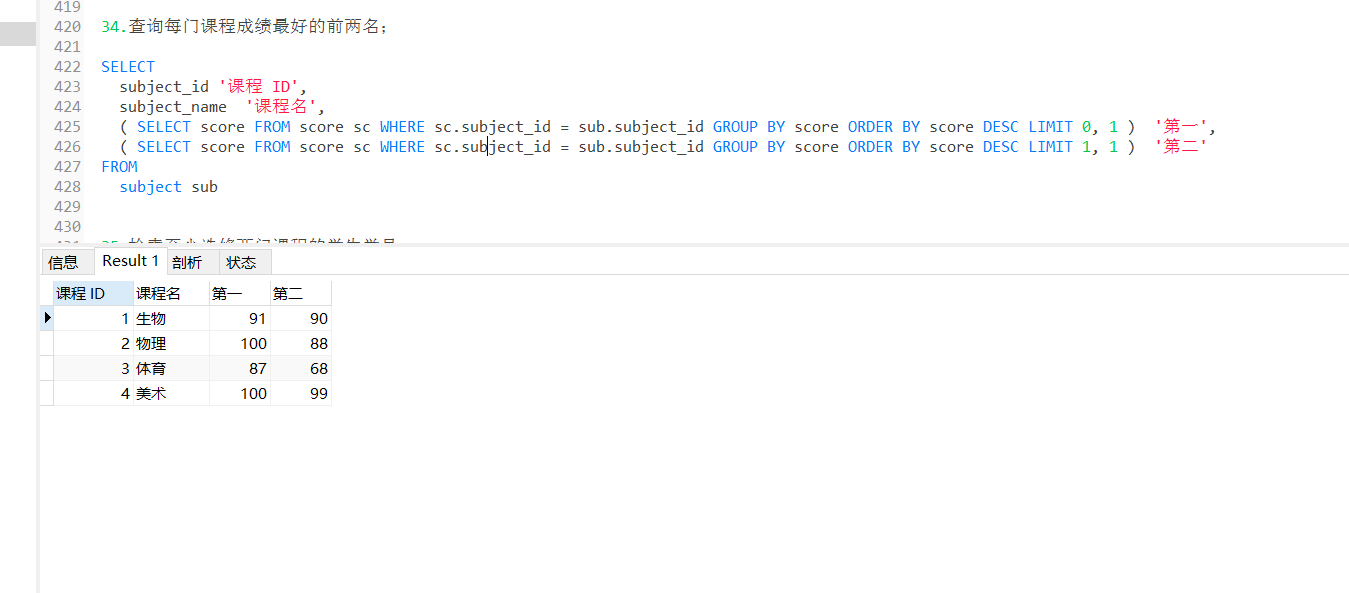 419
420 34.查询每门课程成绩最好的前两名；
421
422 SELECT
423 subject_id '课程 ID',
424 subject_name '课程名',
425 ( SELECT score FROM score sc WHERE sc.subject_id = sub.subject_id GROUP BY score ORDER BY score DESC LIMIT 0, 1 ) '第一',
426 ( SELECT score FROM score sc WHERE sc.subject_id = sub.subject_id GROUP BY score ORDER BY score DESC LIMIT 1, 1 ) '第二'
427 FROM
428 subject sub
429
430
信息 Result 1 剖析 状态
课程 ID 课程名 第一 第二
1 生物 91 90
2 物理 100 88
3 体育 87 68
4 美术 100 99